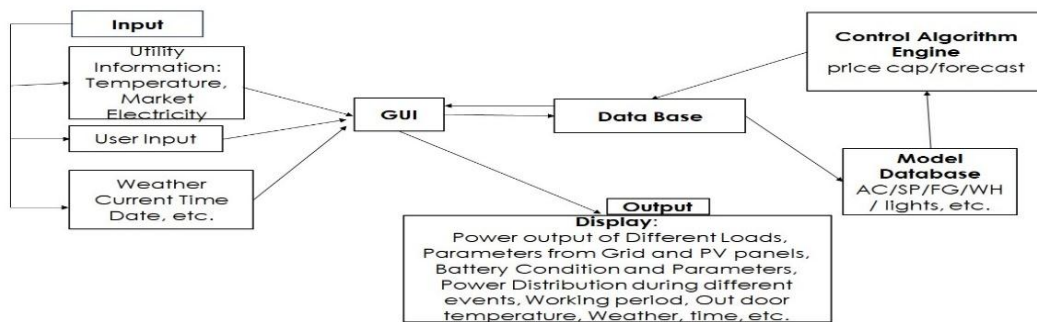 Input
Utility
Information:
Temperature,
Market
Electricity
User Input
Weather
Current Time
Date, etc.
GUI
Data Base
Control Algorithm
Engine
price cap/forecast
Model
Database
AC/SP/FG/WH
/ lights, etc.
Output
Display:
Power output of Different Loads,
Parameters from Grid and PV panels,
Battery Condition and Parameters,
Power Distribution during different
events, Working period, Out door
temperature, Weather, time, etc.